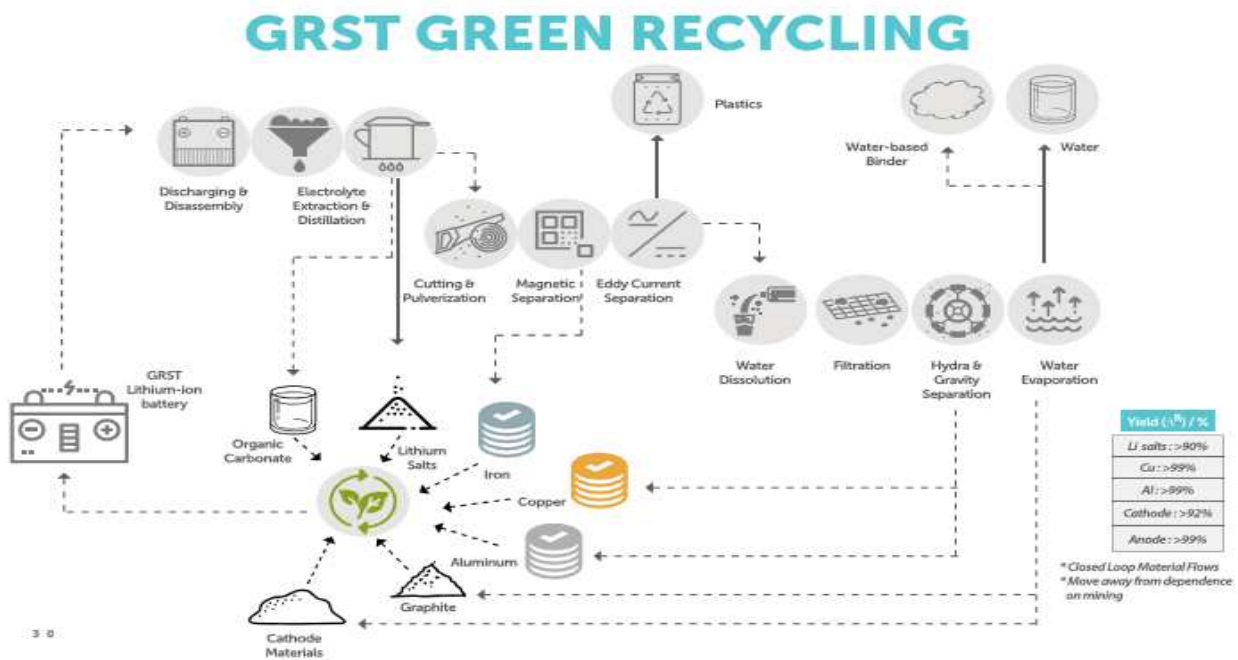 GRST GREEN RECYCLING
Plastics
Water-based
Binder
Water
Discharging &
Disassembly
Electrolyte
Extraction &
Distillation
Cutting &
Pulverization
Magnetic
Separation
Eddy Current
Separation
Water
Dissolution
Filtration
Hydra &
Gravity
Separation
Water
Evaporation
GRST
Lithium-ion
battery
Organic
Carbonate
Lithium
Salts
Iron
Copper
Aluminum
Graphite
Cathode
Materials
Li salts : >90%
Cu : >99%
Al : >99%
Cathode : >92%
Anode : >99%
* Closed Loop Material Flows
* Move away from dependence
on mining
3 0